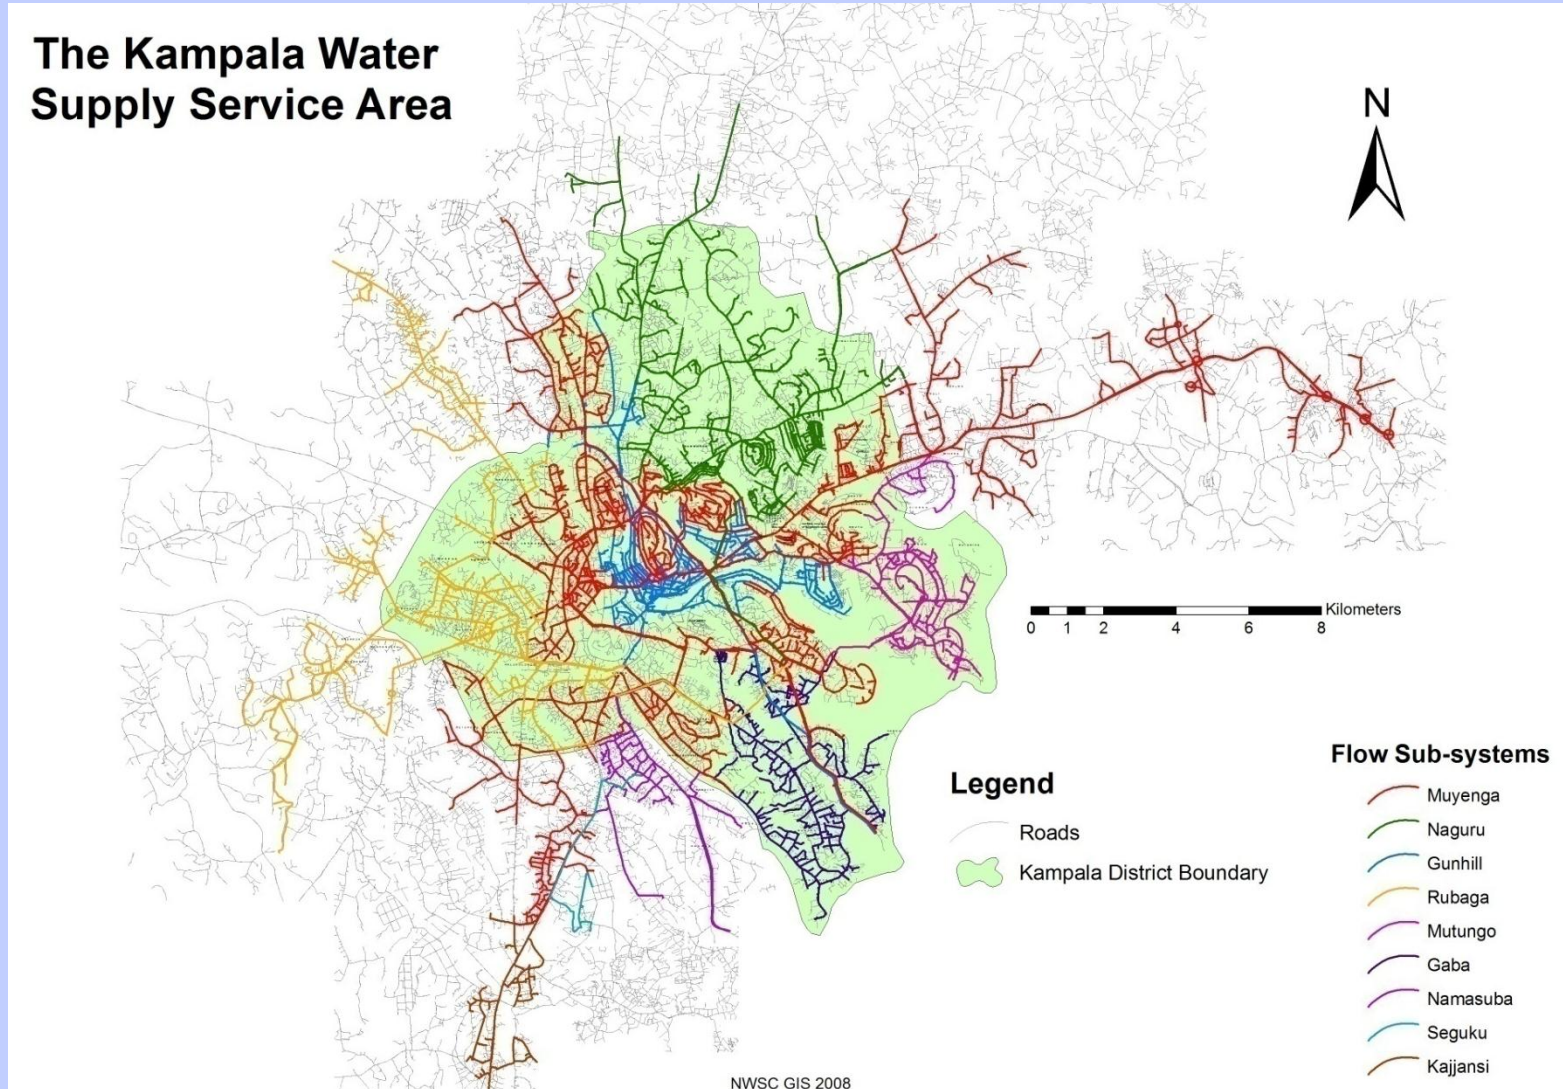 The Kampala Water
Supply Service Area
N
Kilometers
0 1 2 4 6 8
Legend
Roads
Kampala District Boundary
Flow Sub-systems
Muyenga
Naguru
Gunhill
Rubaga
Mutungo
Gaba
Namasuba
Seguku
Kajjansi
NWSC GIS 2008